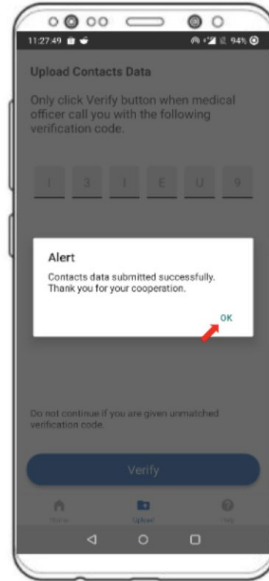 11:27:49
94%
Upload Contacts Data
Only click Verify button when medical
officer call you with the following
verification code.
1 3 1 E U 9
Alert
Contacts data submitted successfully.
Thank you for your cooperation.
OK
Do not continue if you are given unmatched
verification code.
Verify
Home Upload